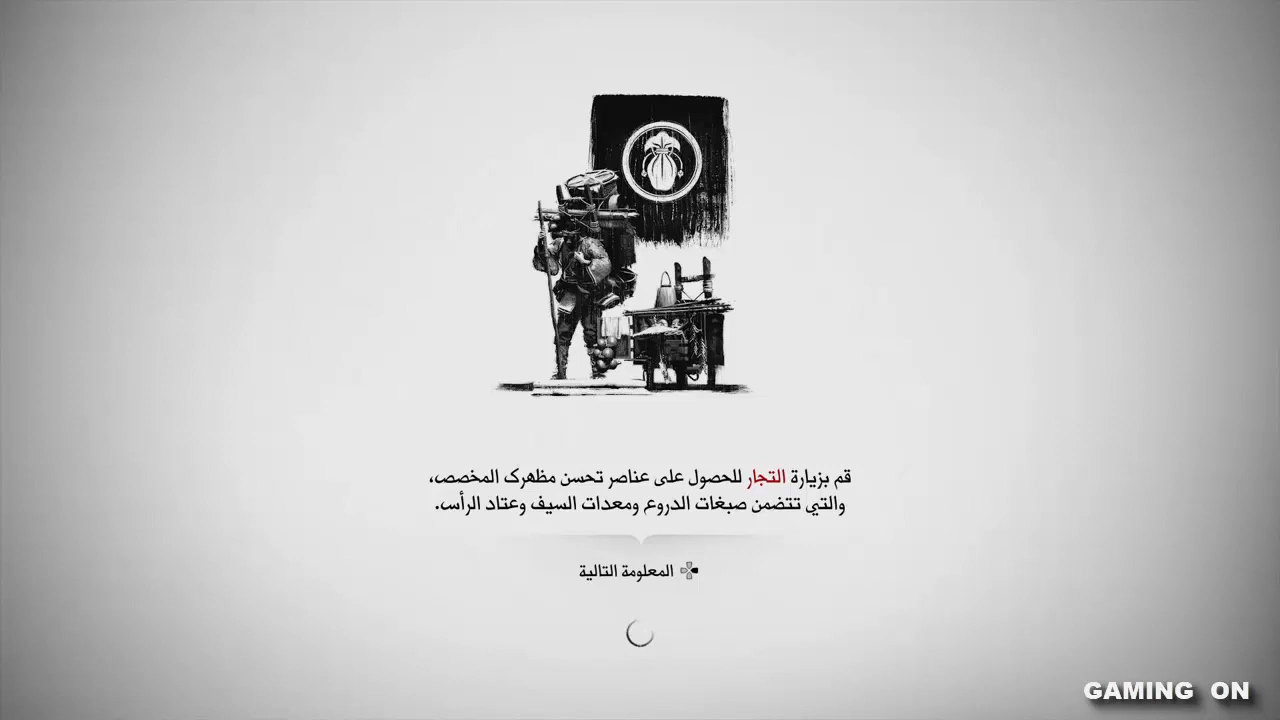 قم بزيارة التجار للحصول على عناصر تحسن مظهرك المخصص،
والتي تتضمن صبغات الدروع ومعدات السيف وعتاد الرأس.
المعلومة التالية
GAMING ON